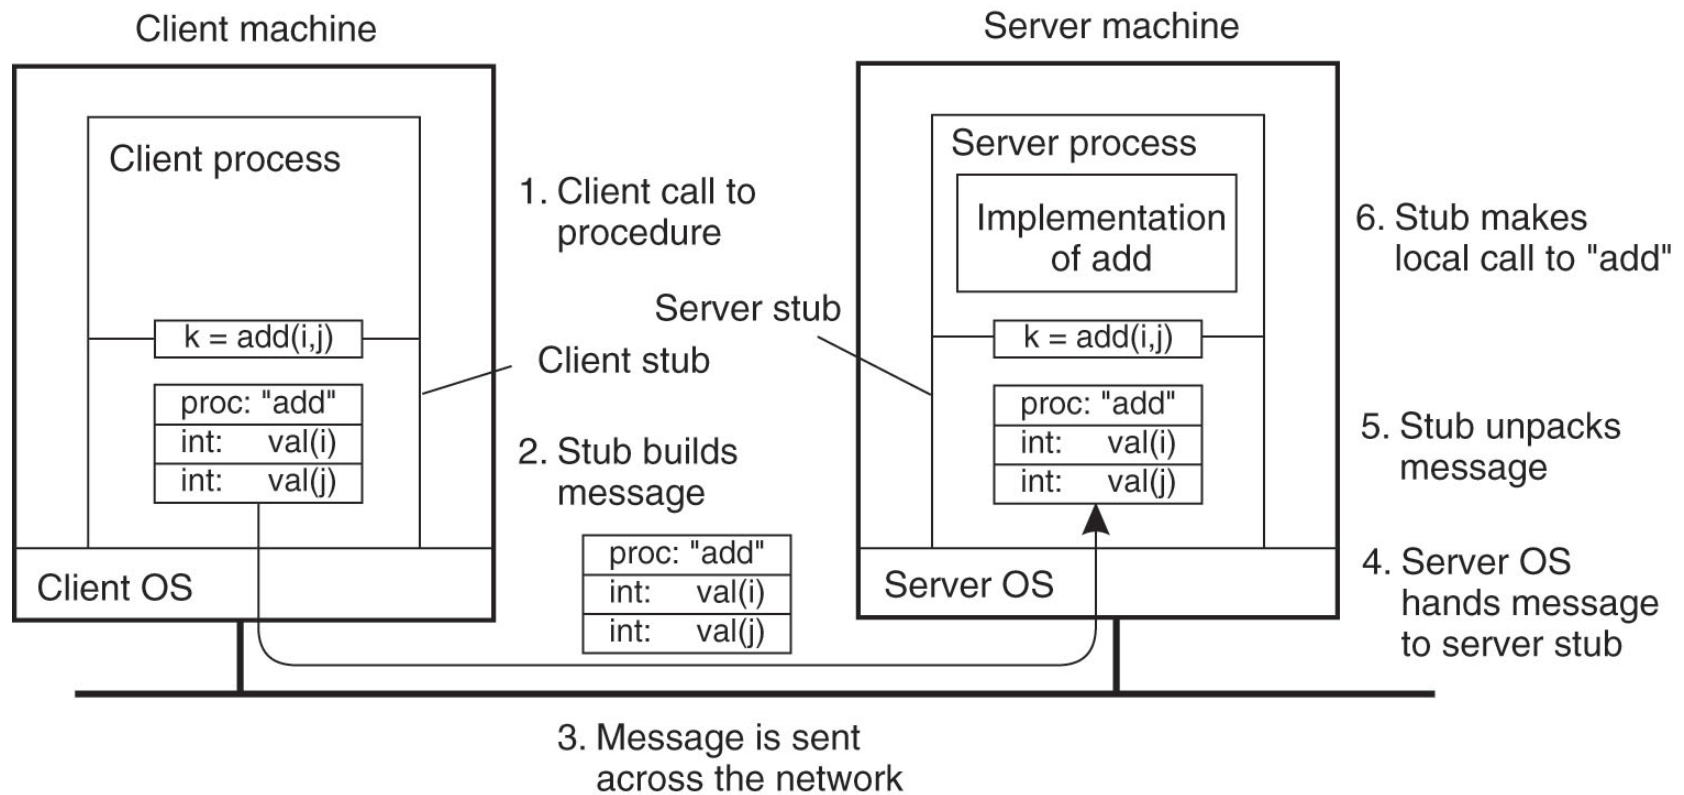 Client machine
Server machine
Client process
1. Client call to
procedure
k = add(i,j)
Client stub
proc: "add"
int: val(i)
int: val(j)
2. Stub builds
message
proc: "add"
int: val(i)
int: val(j)
Client OS
3. Message is sent
across the network
Server process
Implementation
of add
Server stub
k = add(i,j)
proc: "add"
int: val(i)
int: val(j)
Server OS
6. Stub makes
local call to "add"
5. Stub unpacks
message
4. Server OS
hands message
to server stub